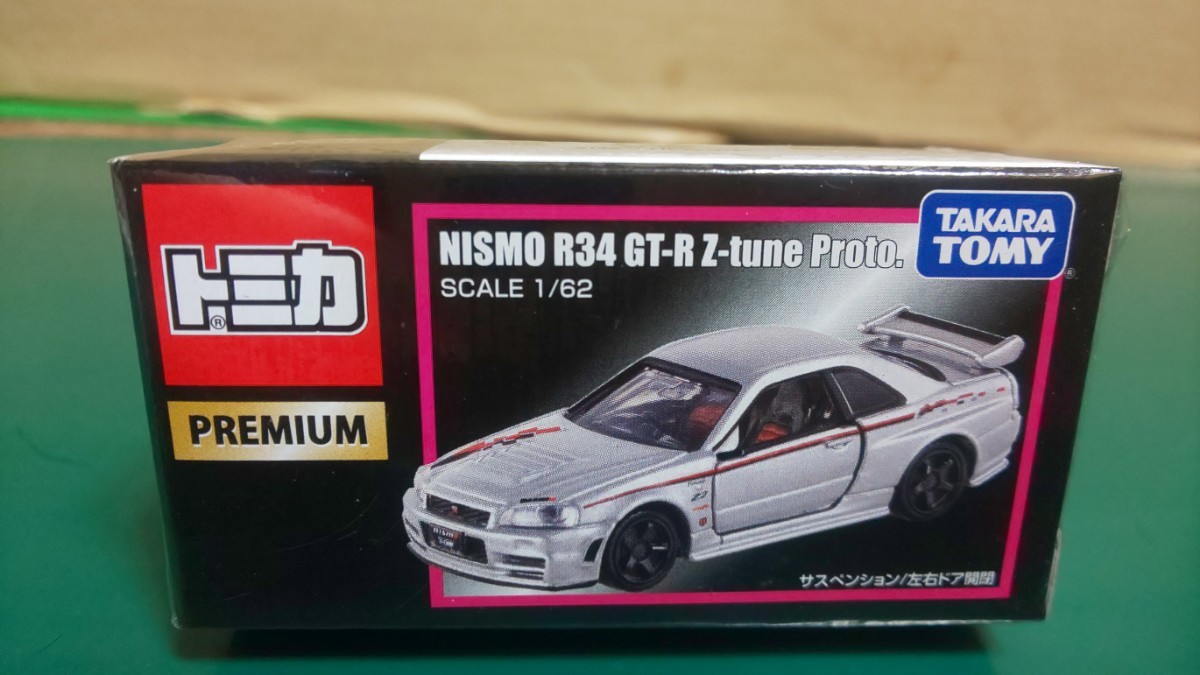 トミカ
®
PREMIUM
NISMO R34 GT-R Z-tune Proto.
SCALE 1/62
TAKARA
TOMY
®
サスペンション/左右ドア開閉